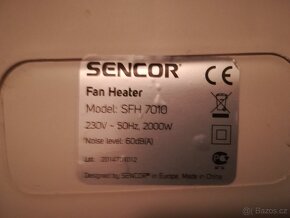 SENCOR
CE
Fan Heater
Model: SFH 7010
230V - 50Hz, 2000W
Noise level: 60dB(A)
Designed by SENCOR® in Europe, Made in China
bazos.cz